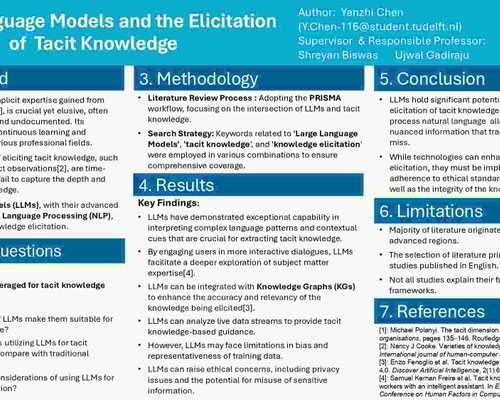 guage Models and the Elicitation
of Tacit Knowledge
Author: Yanzhi Chen
(Y.Chen-116@student.tudelft.nl)
Supervisor & Responsible Professor:
Shreyan Biswas Ujwal Gadiraju
d
plicit expertise gained from
], is crucial yet elusive, often
and undocumented. Its
continuous learning and
rious professional fields.
f eliciting tacit knowledge, such
ct observations[2], are time-
fail to capture the depth and
edge.
els (LLMs), with their advanced
Language Processing (NLP),
wledge elicitation.
uestions
eraged for tacit knowledge
f LLMs make them suitable for
e?
s utilizing LLMs for tacit
compare with traditional
nsiderations of using LLMs for
tion?
3. Methodology
• Literature Review Process : Adopting the PRISMA
workflow, focusing on the intersection of LLMs and tacit
knowledge.
• Search Strategy: Keywords related to 'Large Language
Models', 'tacit knowledge', and 'knowledge elicitation'
were employed in various combinations to ensure
comprehensive coverage.
4. Results
Key Findings:
• LLMs have demonstrated exceptional capability in
interpreting complex language patterns and contextual
cues that are crucial for extracting tacit knowledge.
• By engaging users in more interactive dialogues, LLMs
facilitate a deeper exploration of subject matter
expertise[4].
• LLMs can be integrated with Knowledge Graphs (KGs)
to enhance the accuracy and relevancy of the
knowledge being elicited[3].
• LLMs can analyze live data streams to provide tacit
knowledge-based guidance.
• However, LLMs may face limitations in bias and
representativeness of training data.
• LLMs can raise ethical concerns, including privacy
issues and the potential for misuse of sensitive
information.
5. Conclusion
• LLMs hold significant potenti
elicitation of tacit knowledge
process natural language all
nuanced information that tra
miss.
• While technologies can enha
elicitation, they must be impl
adherence to ethical standar
well as the integrity of the kno
6. Limitations
• Majority of literature originate
advanced regions.
• The selection of literature prin
studies published in English.
• Not all studies explain their fu
frameworks.
7. References
[1]: Michael Polanyi. The tacit dimension.
organisations, pages 135–146. Routledg
[2]: Nancy J Cooke. Varieties of knowled
International journal of human-computer
[3]: Enzo Fenoglio et al. Tacit knowledge
4.0. Discover Artificial Intelligence, 2(1):6
[4]: Samuel Kernan Freire et al. Tacit know
workers with an intelligent assistant. In E
Conference on Human Factors in Compu